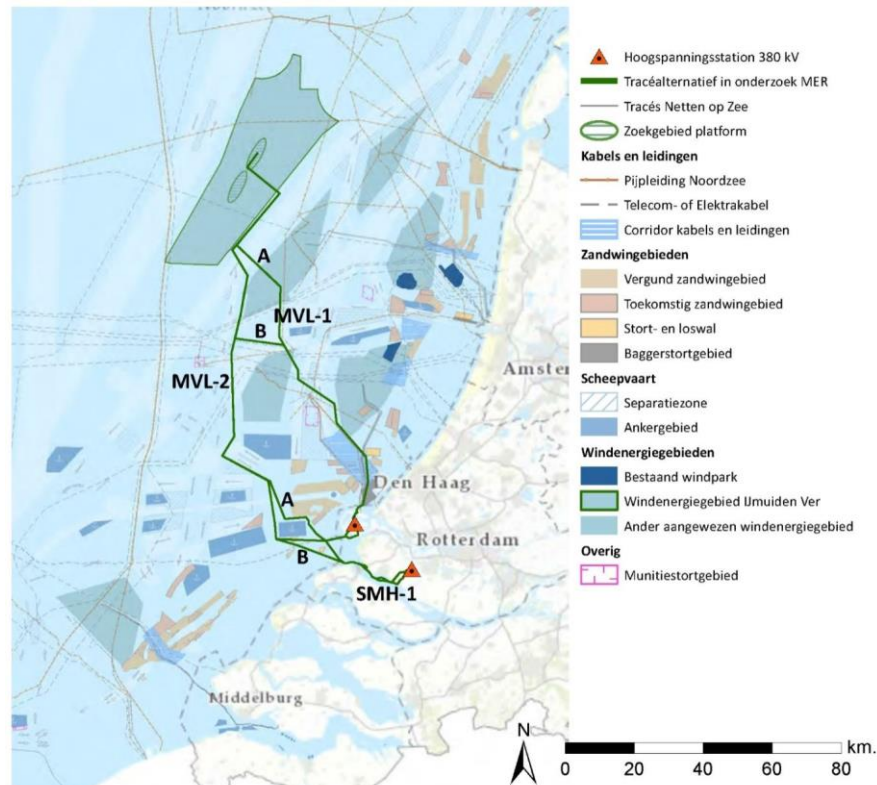 Hoogspanningsstation 380 kV
Tracéalternatief in onderzoek MER
Tracés Netten op Zee
Zoekgebied platform
Kabels en leidingen
Pijpleiding Noordzee
Telecom- of Elektrakabel
Corridor kabels en leidingen
Zandwingebieden
Vergund zandwingebied
Toekomstig zandwingebied
Stort- en loswal
Baggerstortgebied
Scheepvaart
Separatiezone
Ankergebied
Windenergiegebieden
Bestaand windpark
Windenergiegebied IJmuiden Ver
Ander aangewezen windenergiegebied
Overig
Munitiestortgebied
A
MVL-1
B
MVL-2
Amster
Den Haag
A
Rotterdam
B
SMH-1
Middelburg
N
km.
0 20 40 60 80